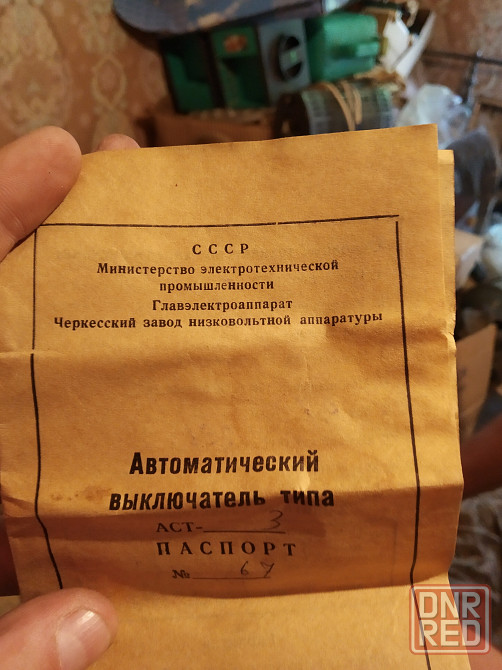 СССР
Министерство электротехнической
промышленности
Главэлектроаппарат
Черкесский завод низковольтной аппаратуры
Автоматический
выключатель типа
АСТ- 3
ПАСПОРТ
№ 67
DNR
RED